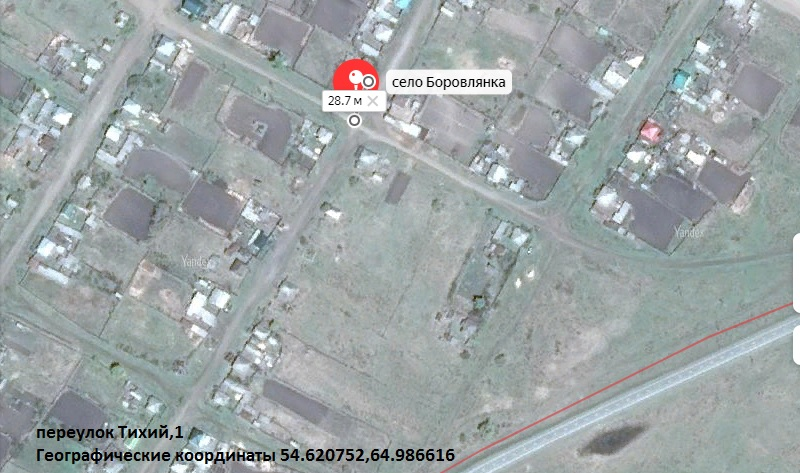 село Боровлянка
28.7 м
Yandex
Yandex
переулок Тихий,1
Географические координаты 54.620752,64.986616